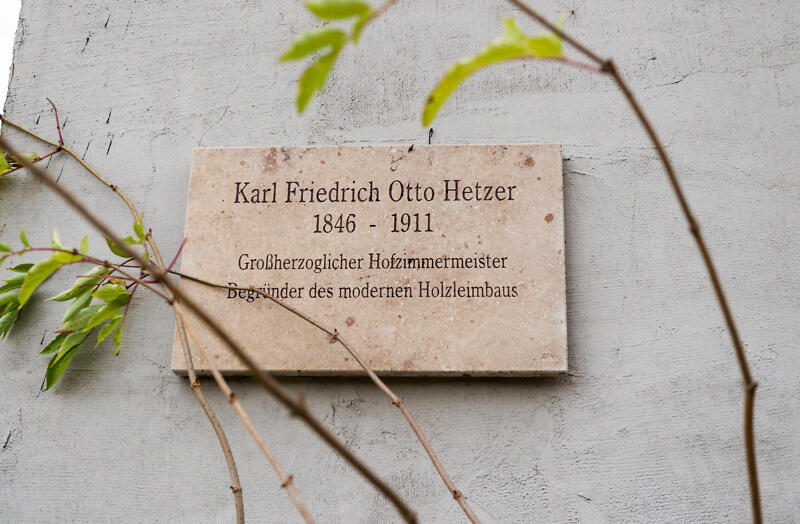 Karl Friedrich Otto Hetzer
1846 - 1911
Großherzoglicher Hofzimmermeister
Begründer des modernen Holzleimbaus